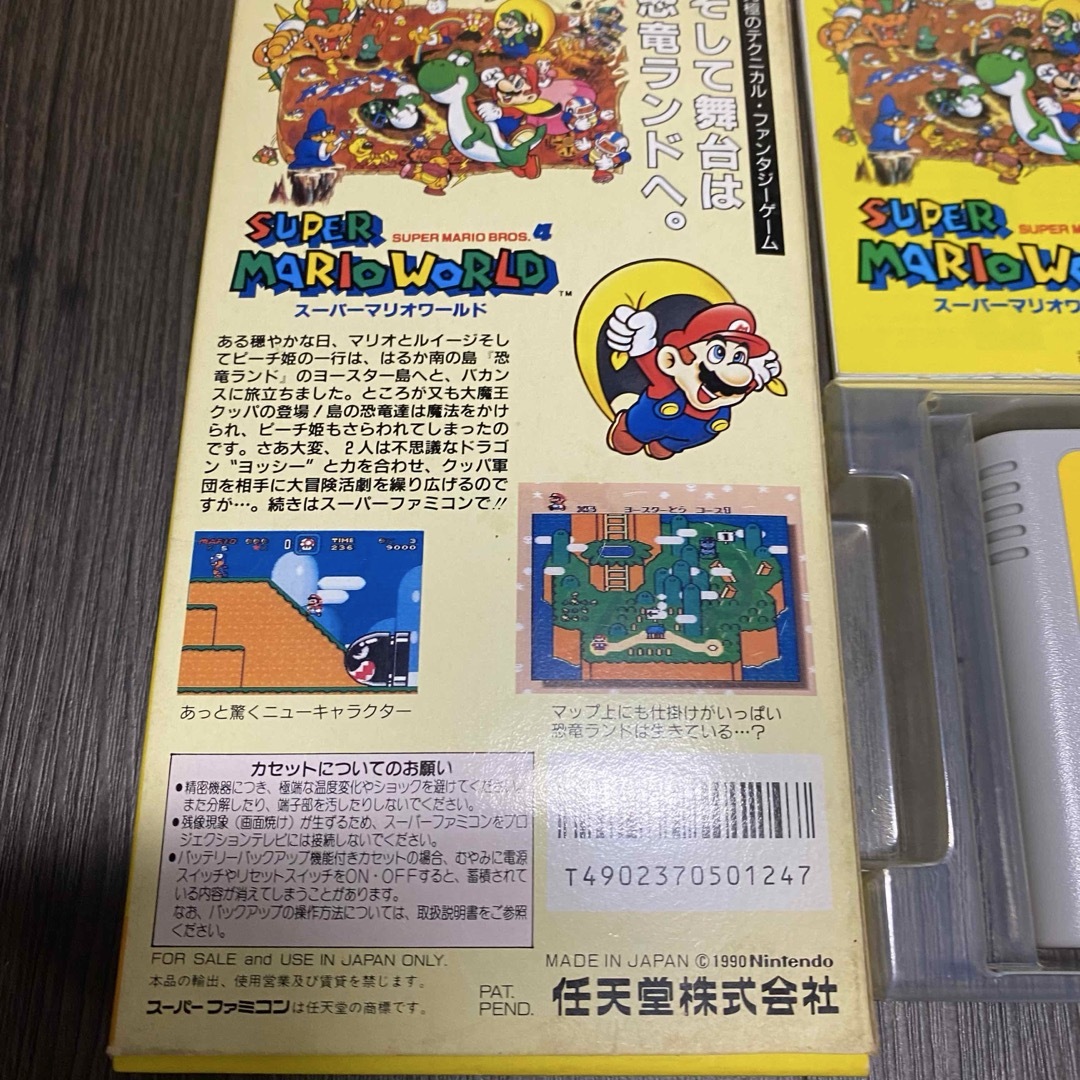 極のテクニカル・ファンタジーゲーム
そして舞台は
恐竜ランドへ。
SUPER
SUPER MARIO BROS. 4
MARIO WORLD™
スーパーマリオワールド
ある穏やかな日、マリオとルイージそし
てピーチ姫の一行は、はるか南の島『恐
竜ランド』のヨースター島へと、バカン
スに旅立ちました。ところが又も大魔王
クッパの登場！島の恐竜達は魔法をかけ
られ、ピーチ姫もさらわれてしまったの
です。さあ大変、2人は不思議なドラゴ
ン“ヨッシー”と力を合わせ、クッパ軍
団を相手に大冒険活劇を繰り広げるので
すが…。続きはスーパーファミコンで!!
MARIO 0 TIME 3
5 236 9000
あっと驚くニューキャラクター
ヨースターとう コース
マップ上にも仕掛けがいっぱい
恐竜ランドは生きている…？
カセットについてのお願い
●精密機器につき、極端な温度変化やショックを避けてください
また分解したり、端子部を汚したりしないでください。
●残像現象（画面焼け）が生ずるため、スーパーファミコンをプロ
ジェクションテレビには接続しないでください。
●バッテリーバックアップ機能付きカセットの場合、むやみに電源
スイッチやリセットスイッチをON・OFFすると、蓄積されて
いる内容が消えてしまうことがあります。
なお、バックアップの操作方法については、取扱説明書をご参照
ください。
T4902370501247
FOR SALE and USE IN JAPAN ONLY.
本品の輸出、使用営業及び賃貸を禁じます。
スーパーファミコンは任天堂の商標です。
PAT.
PEND.
MADE IN JAPAN ©1990 Nintendo
任天堂株式会社
SUPER
SUPER M
MARIO W
スーパーマリオワ